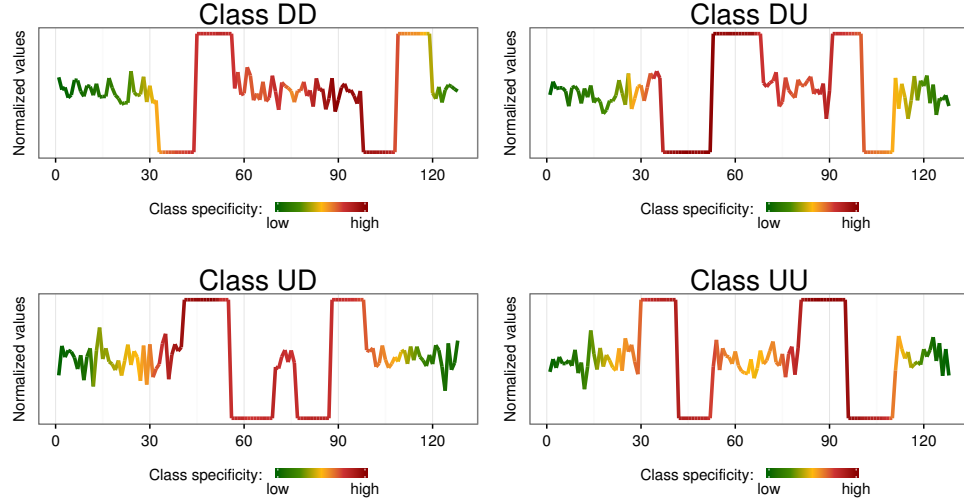 Class DD
Class DU
Normalized values
Normalized values
0 30 60 90 120
0 30 60 90 120
Class specificity:
low high
Class specificity:
low high
Class UD
Class UU
Normalized values
Normalized values
0 30 60 90 120
0 30 60 90 120
Class specificity:
low high
Class specificity:
low high